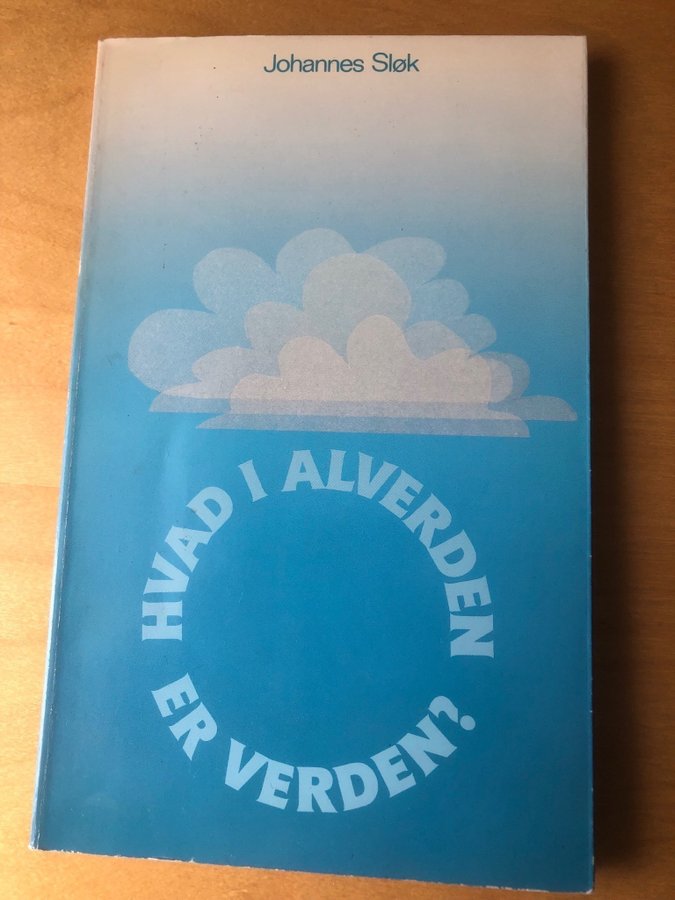 Johannes Sløk
HVAD I ALVERDEN
ER VERDEN?